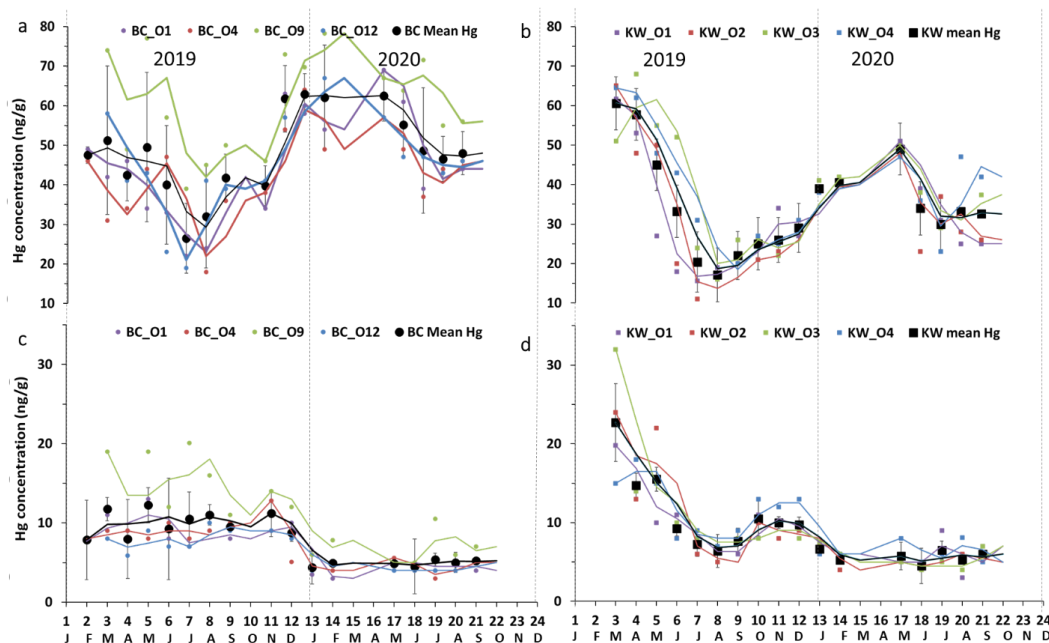 a
BC_O1 BC_O4 BC_O9 BC_O12 BC Mean Hg
2019 2020
Hg concentration (ng/g)
80
70
60
50
40
30
20
10
b
KW_O1 KW_O2 KW_O3 KW_O4 KW mean Hg
2019 2020
80
70
60
50
40
30
20
10
c
BC_O1 BC_O4 BC_O9 BC_O12 BC Mean Hg
Hg concentration (ng/g)
30
20
10
0
1 2 3 4 5 6 7 8 9 10 11 12 13 14 15 16 17 18 19 20 21 22 23 24
J F M A M J J A S O N D J F M A M J J A S O N D
d
KW_O1 KW_O2 KW_O3 KW_O4 KW mean Hg
30
20
10
0
1 2 3 4 5 6 7 8 9 10 11 12 13 14 15 16 17 18 19 20 21 22 23 24
J F M A M J J A S O N D J F M A M J J A S O N D